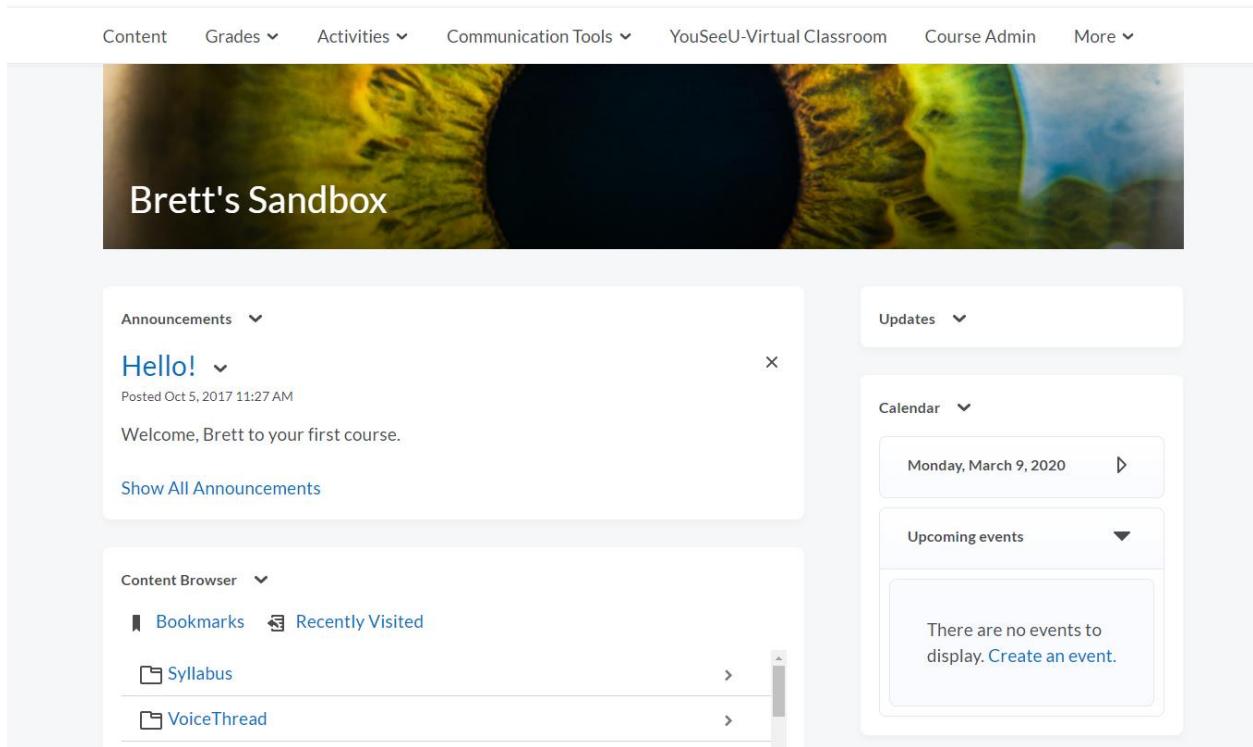 Content Grades Activities Communication Tools YouSeeU-Virtual Classroom Course Admin More
Brett's Sandbox
Announcements
Hello!
Posted Oct 5, 2017 11:27 AM
Welcome, Brett to your first course.
Show All Announcements
Content Browser
Bookmarks Recently Visited
Syllabus
VoiceThread
Updates
Calendar
Monday, March 9, 2020
Upcoming events
There are no events to
display. Create an event.